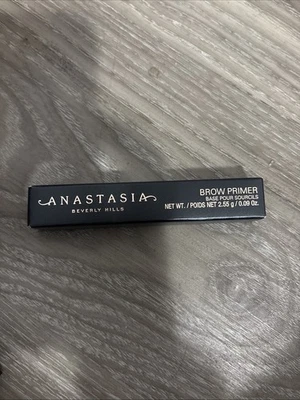 ANASTASIA
BEVERLY HILLS
BROW PRIMER
BASE POUR SOURCILS
NET WT. / POIDS NET 2.55 g / 0.09 Oz.